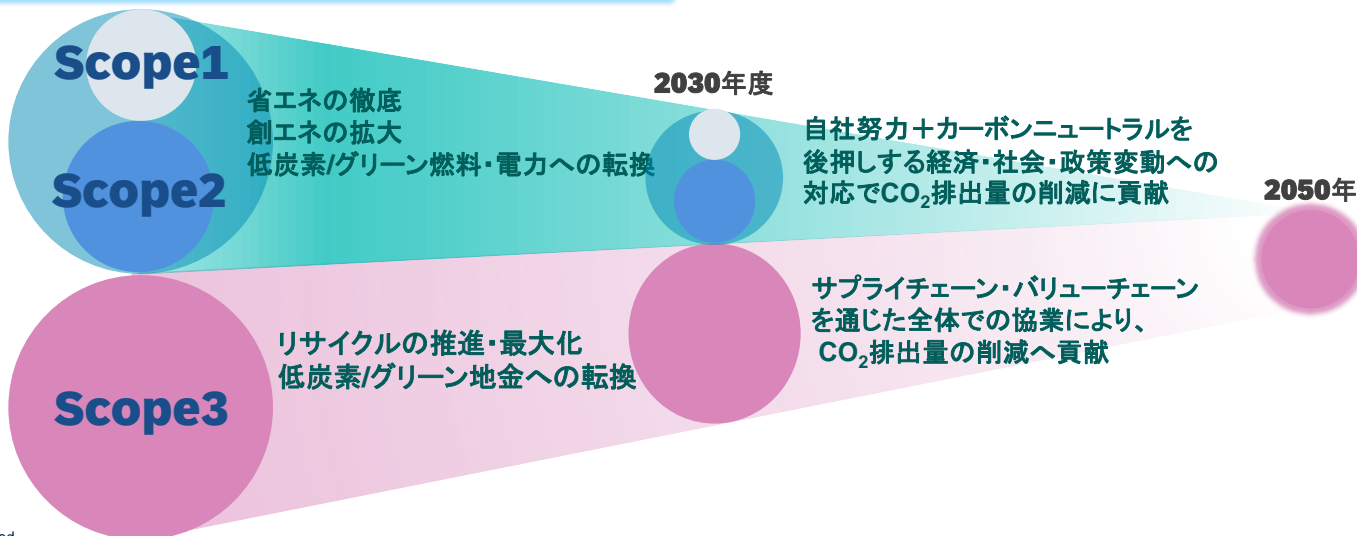 Scope1
Scope2
Scope3
省エネの徹底
創エネの拡大
低炭素/グリーン燃料・電力への転換
リサイクルの推進・最大化
低炭素/グリーン地金への転換
2030年度
自社努力＋カーボンニュートラルを
後押しする経済・社会・政策変動への
対応でCO₂排出量の削減に貢献
サプライチェーン・バリューチェーン
を通じた全体での協業により、
CO₂排出量の削減へ貢献
2050年